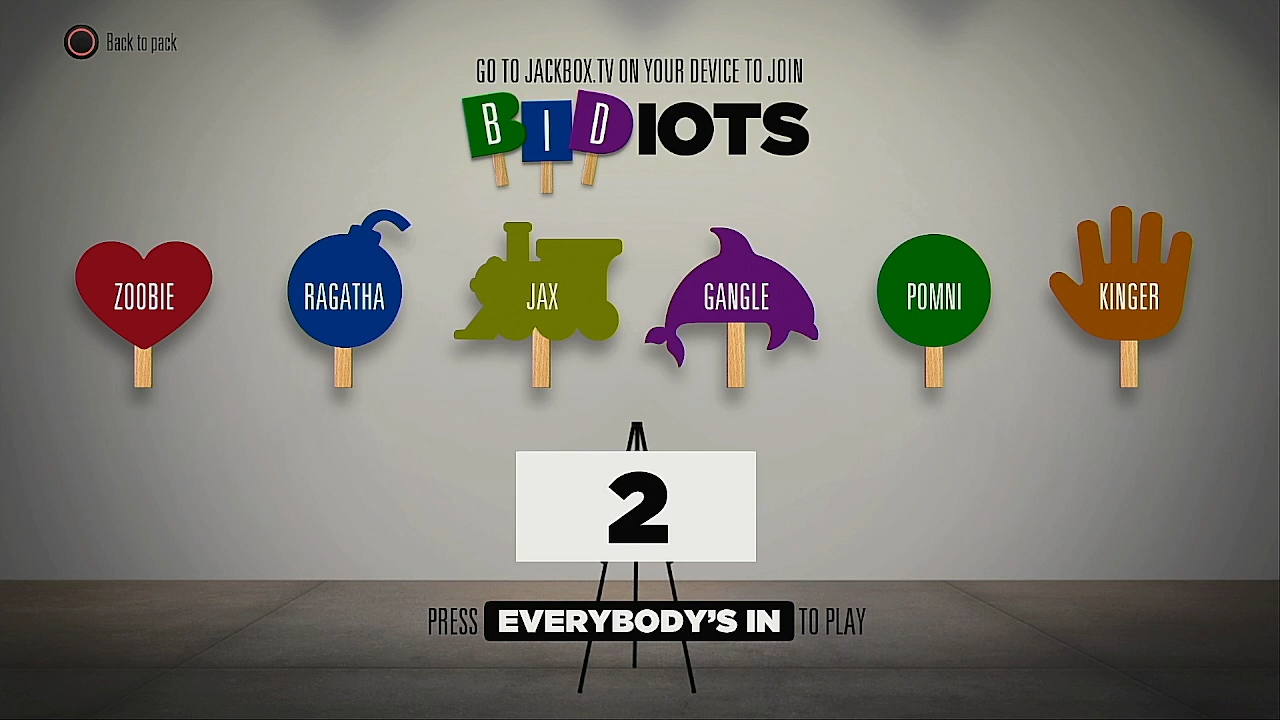 Back to pack
GO TO JACKBOX.TV ON YOUR DEVICE TO JOIN
BIDIOTS
ZOOBIE
RAGATHA
JAX
GANGLE
POMNI
KINGER
2
PRESS EVERYBODY'S IN TO PLAY